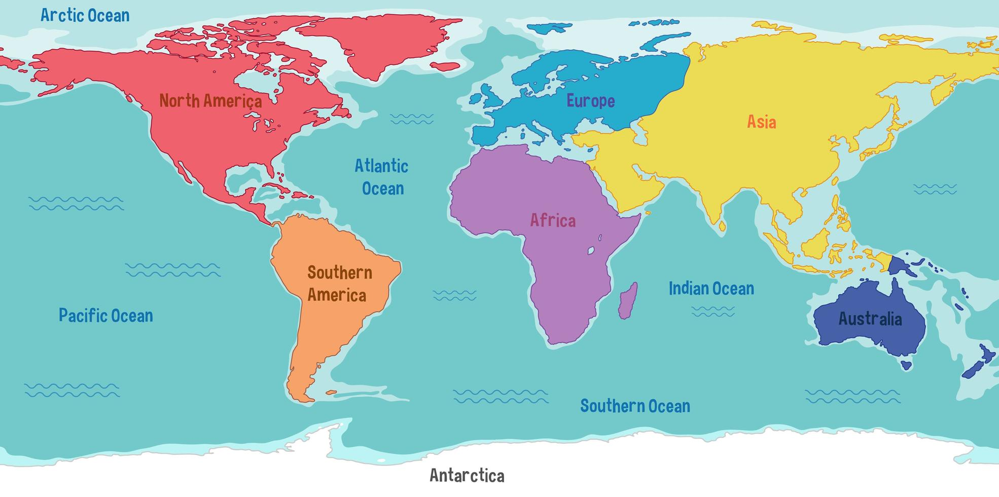 Arctic Ocean
North America
Europe
Asia
Atlantic
Ocean
Africa
Southern
America
Indian Ocean
Pacific Ocean
Australia
Southern Ocean
Antarctica